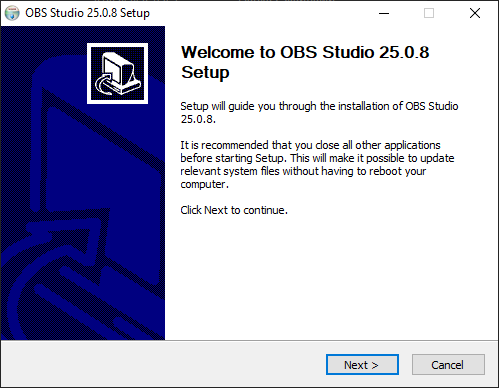 OBS Studio 25.0.8 Setup
Welcome to OBS Studio 25.0.8
Setup
Setup will guide you through the installation of OBS Studio
25.0.8.
It is recommended that you close all other applications
before starting Setup. This will make it possible to update
relevant system files without having to reboot your
computer.
Click Next to continue.
Next >
Cancel